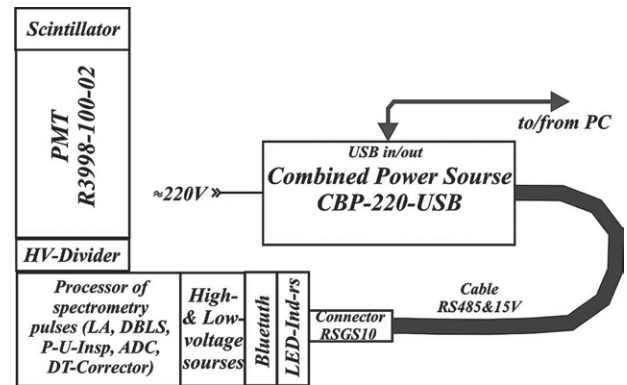 Scintillator
PMT
R3998-100-02
HV-Divider
Processor of
spectrometry
pulses (LA, DBLS,
P-U-Insp, ADC,
DT-Corrector)
High-
& Low-
voltage
sourses
Bluetuth
LED-Ind-rs
Connector
RSGS10
Cable
RS485&15V
≈220V
USB in/out
Combined Power Sourse
CBP-220-USB
to/from PC